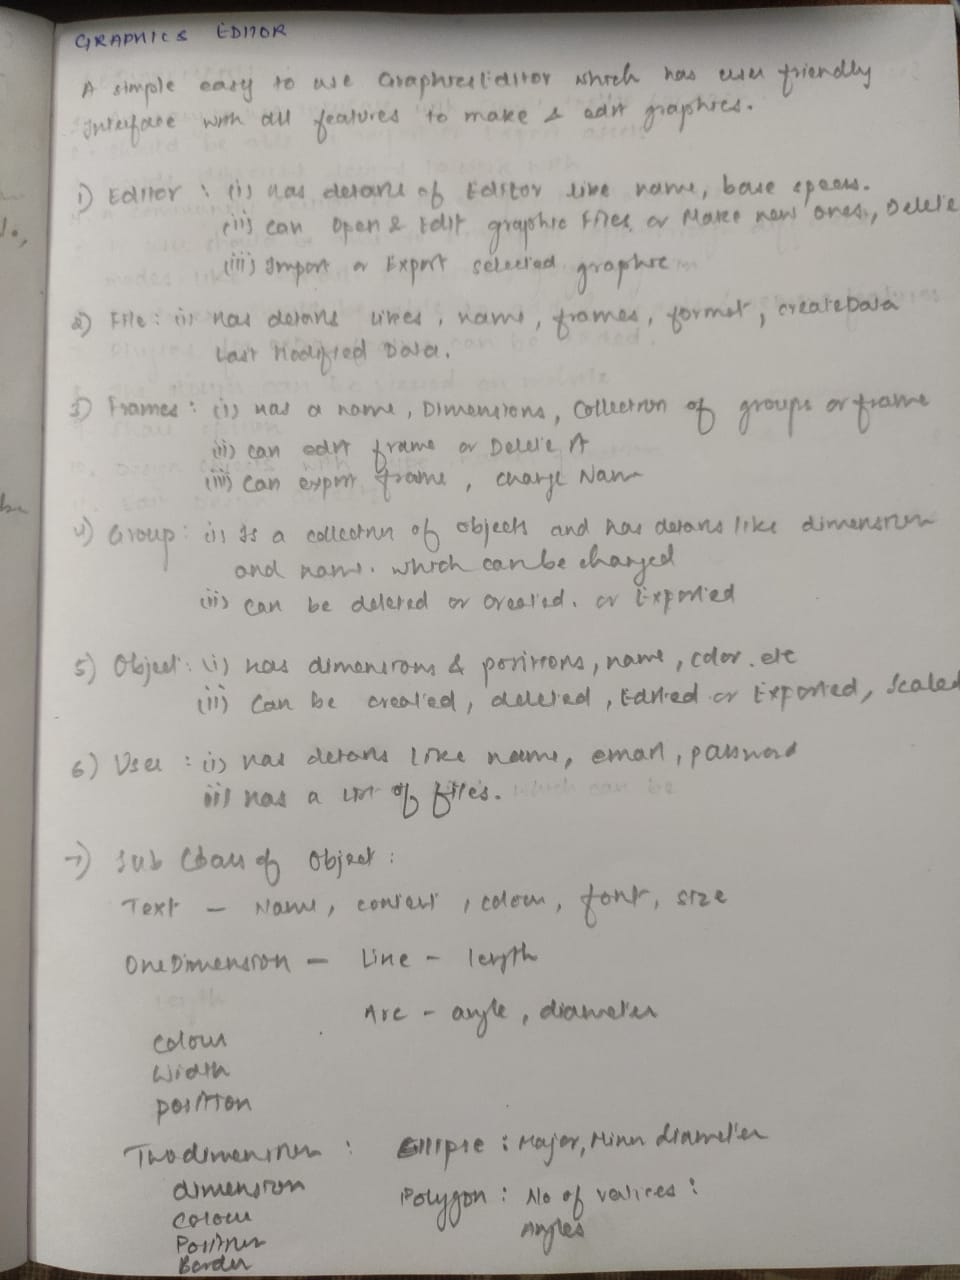 GRAPHICS EDITOR
A simple easy to use Graphics Editor which has user friendly
Interface with all features to make & edit graphics.
1) Editor : (i) Has details of Editor like name, base specs.
(ii) can Open & Edit graphic Files or Make new ones, Delete
(iii) Import or Export selected graphic
2) File : (i) Has details likes, name, frames, format, createData
Last Modified Data.
3) Frames : (i) Has a name, Dimensions, Collection of groups or frame
(ii) can edit frame or Delete it
(iii) can export frame, change Name
4) Group : (i) Is a collection of objects and has details like dimension
and name. which can be changed
(ii) can be deleted or created. or Exported
5) Object : (i) has dimensions & positions, name, color. etc
(ii) Can be created, deleted, Edited or Exported, Scaled
6) User : (i) has details like name, email, password
(ii) has a list of files.
7) Sub Class of Object :
Text - Name, content, colour, font, size
OneDimension - Line - length
Arc - angle, diameter
Colour
Width
position
Twodimension : Ellipse : Major, Minor diameter
dimension Polygon : No of vertices :
Colour Angles
Position
Border